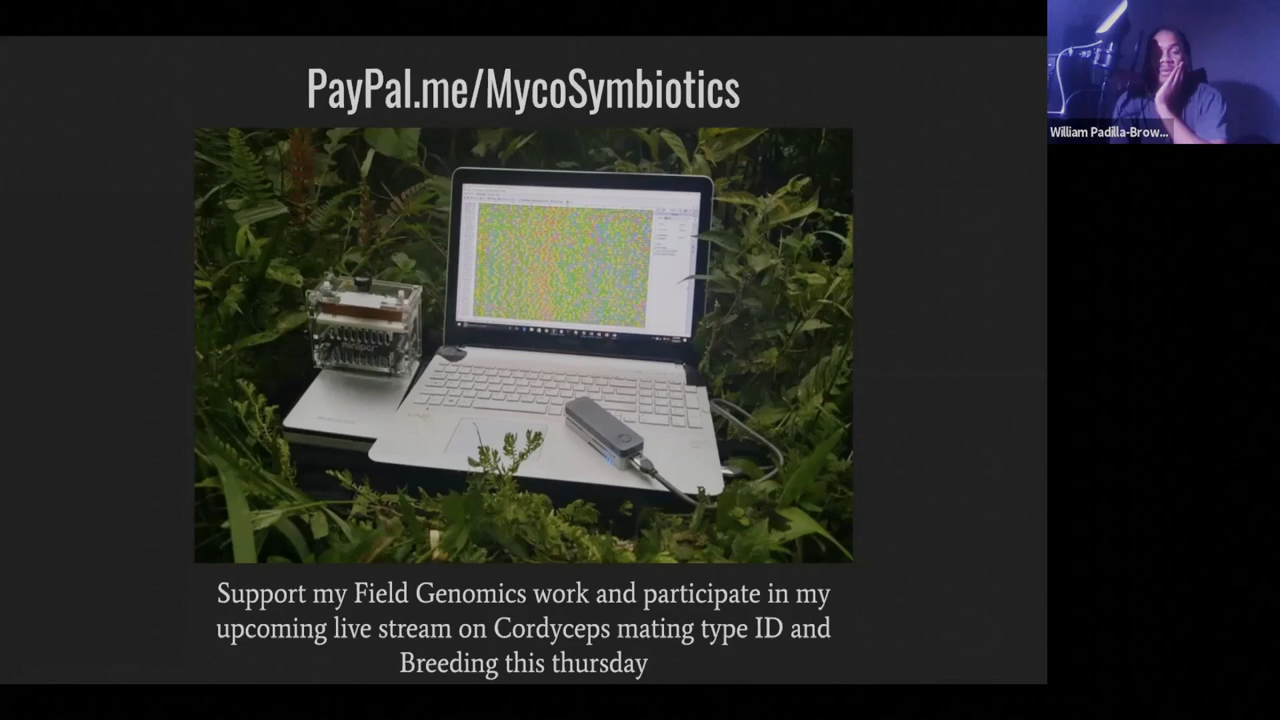 PayPal.me/MycoSymbiotics
William Padilla-Brow...
Support my Field Genomics work and participate in my
upcoming live stream on Cordyceps mating type ID and
Breeding this thursday